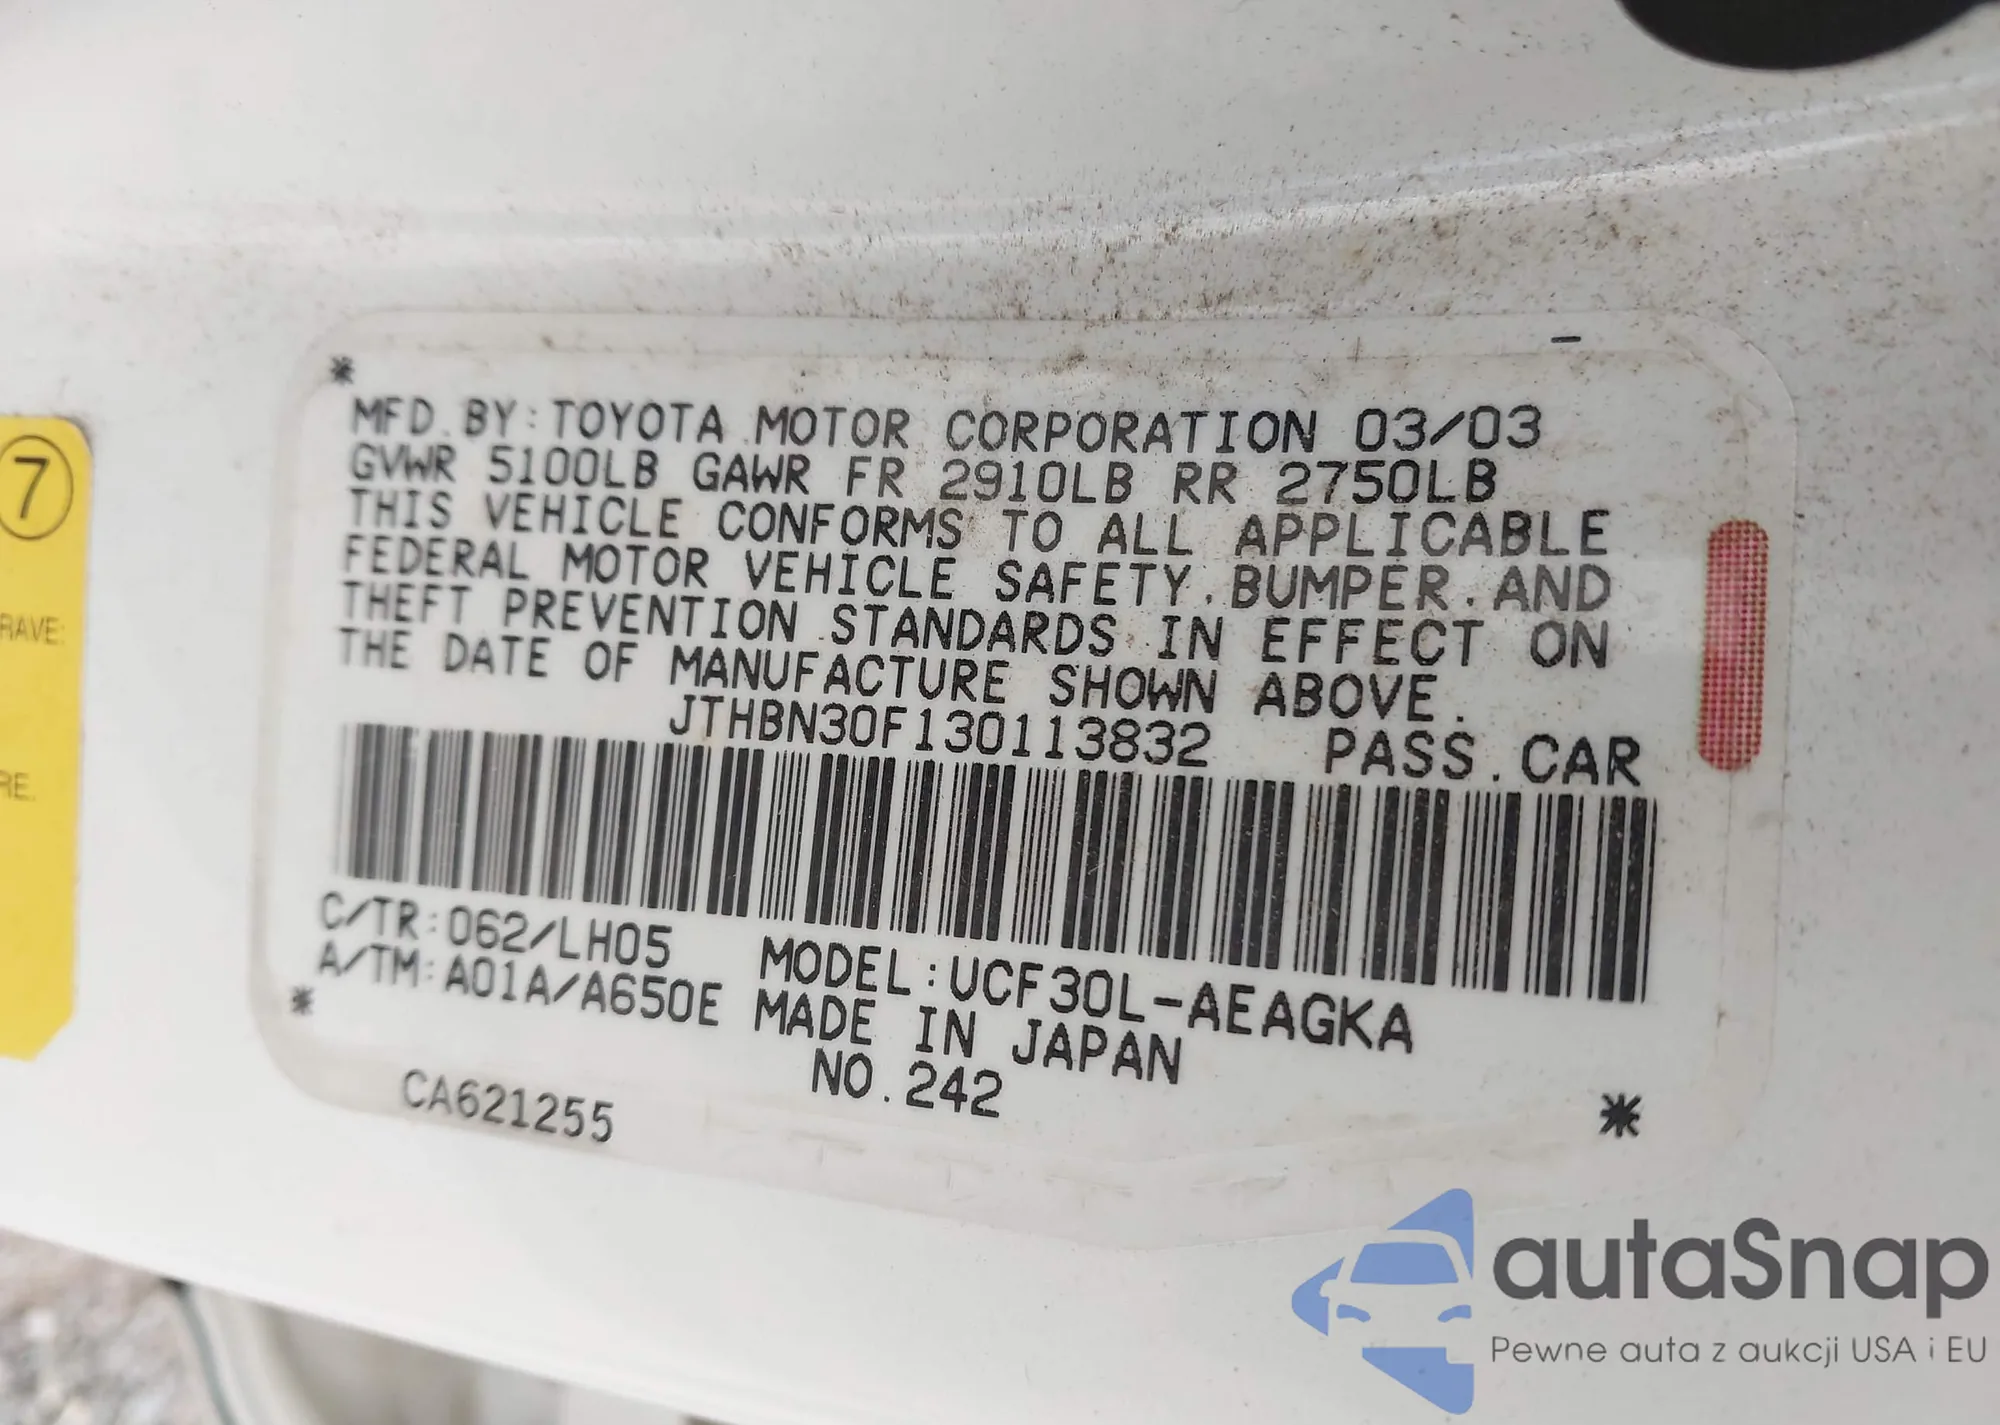 7
RAVE:
RE.
MFD. BY: TOYOTA MOTOR CORPORATION 03/03
GVWR 5100LB GAWR FR 2910LB RR 2750LB
THIS VEHICLE CONFORMS TO ALL APPLICABLE
FEDERAL MOTOR VEHICLE SAFETY, BUMPER, AND
THEFT PREVENTION STANDARDS IN EFFECT ON
THE DATE OF MANUFACTURE SHOWN ABOVE.
JTHBN30F130113832 PASS. CAR
C/TR: 062/LH05 MODEL: UCF30L-AEAGKA
A/TM: A01A/A650E MADE IN JAPAN
NO. 242
CA621255
autaSnap
Pewne auta z aukcji USA i EU